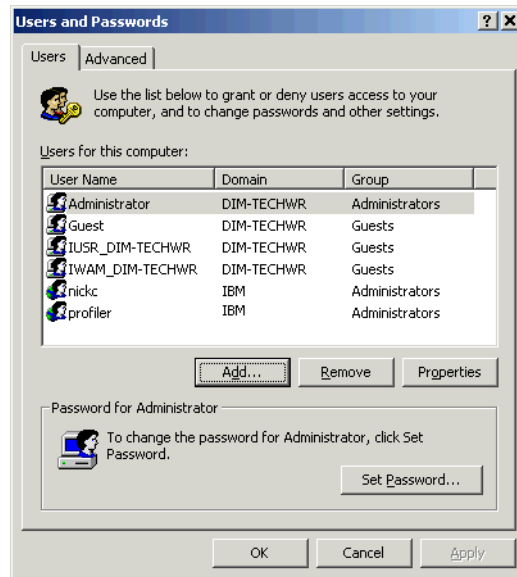 Users and Passwords
Users Advanced
Use the list below to grant or deny users access to your
computer, and to change passwords and other settings.
Users for this computer:
User Name Domain Group
Administrator DIM-TECHWR Administrators
Guest DIM-TECHWR Guests
IUSR_DIM-TECHWR DIM-TECHWR Guests
IWAM_DIM-TECHWR DIM-TECHWR Guests
nickc IBM Administrators
profiler IBM Administrators
Add... Remove Properties
Password for Administrator
To change the password for Administrator, click Set
Password.
Set Password...
OK Cancel Apply